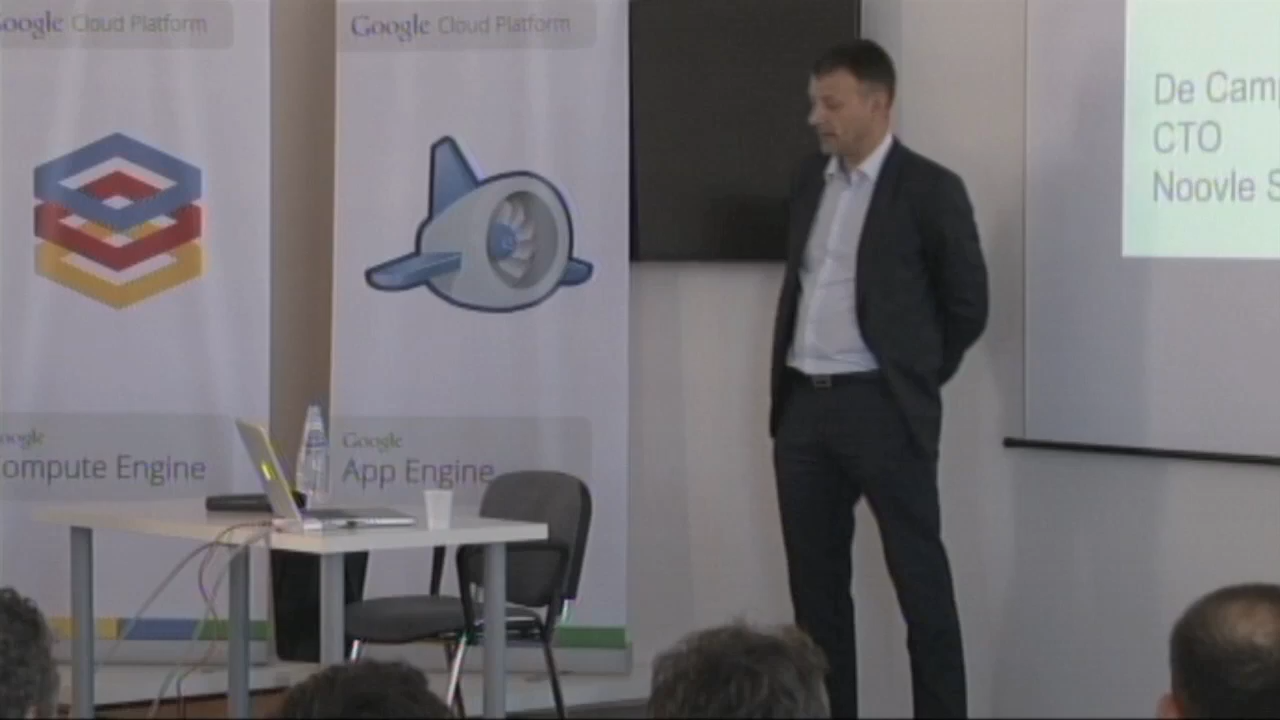 Google Cloud Platform
Google Cloud Platform
Google
ompute Engine
Google
App Engine
De Camp
CTO
Noovle S